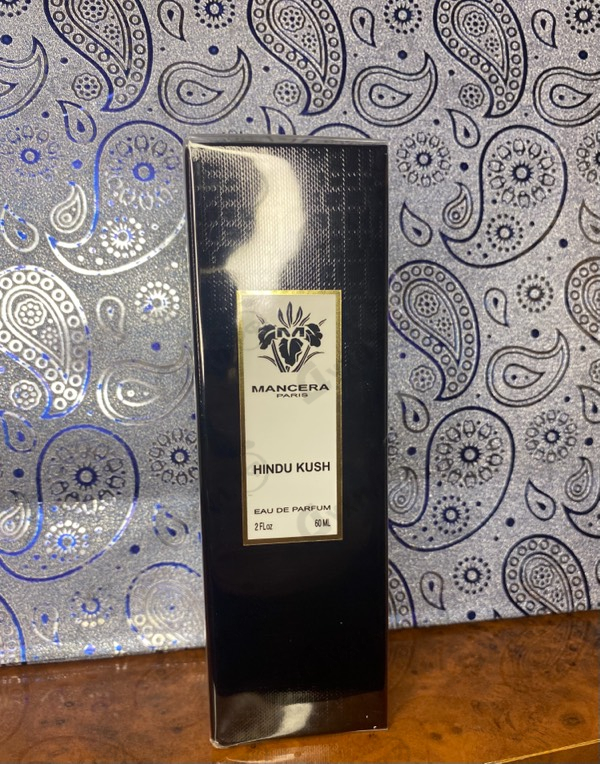 MANCERA
PARIS
HINDU KUSH
EAU DE PARFUM
2 FLoz 60 ML